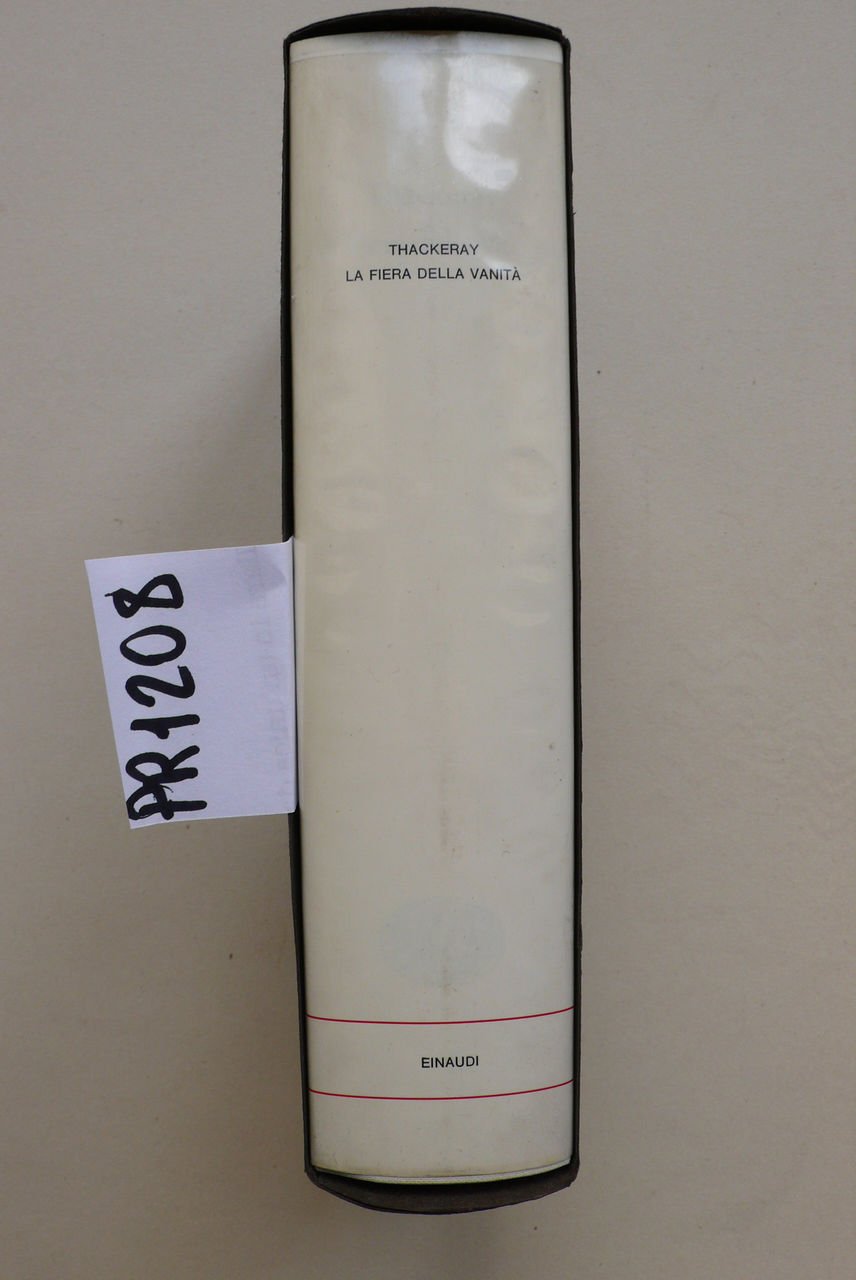 THACKERAY
LA FIERA DELLA VANITÀ
PR1208
EINAUDI